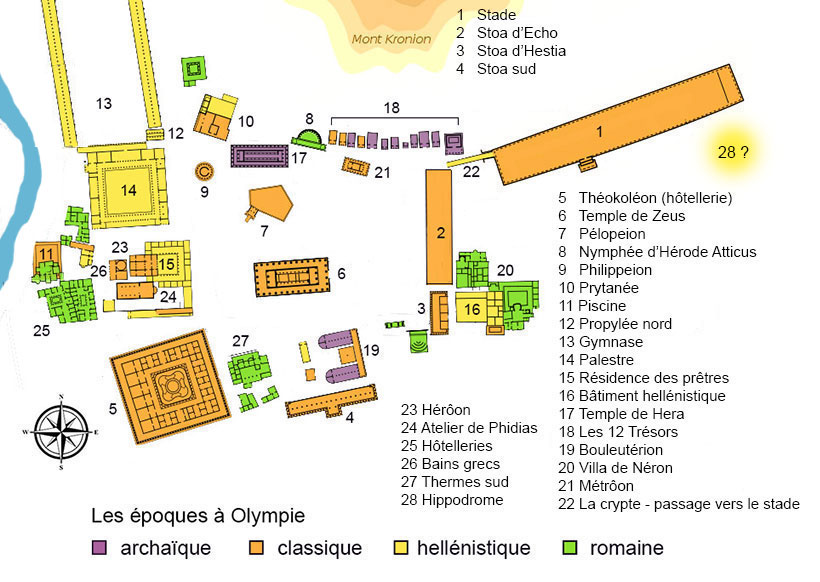 Mont Kronion
1 Stade
2 Stoa d'Echo
3 Stoa d'Hestia
4 Stoa sud
13
12
10
8
18
1
17
22
28 ?
14
9
21
7
2
5 Théokoléon (hôtellerie)
6 Temple de Zeus
7 Pélopeion
8 Nymphée d'Hérode Atticus
9 Philippeion
10 Prytanée
11 Piscine
12 Propylée nord
13 Gymnase
14 Palestre
15 Résidence des prêtres
16 Bâtiment hellénistique
17 Temple de Hera
18 Les 12 Trésors
19 Bouleutérion
20 Villa de Néron
21 Métrôon
22 La crypte - passage vers le stade
11
23
26
15
24
6
20
25
3
16
27
19
5
4
N
W
E
S
23 Hérôon
24 Atelier de Phidias
25 Hôtelleries
26 Bains grecs
27 Thermes sud
28 Hippodrome
Les époques à Olympie
archaïque classique hellénistique romaine